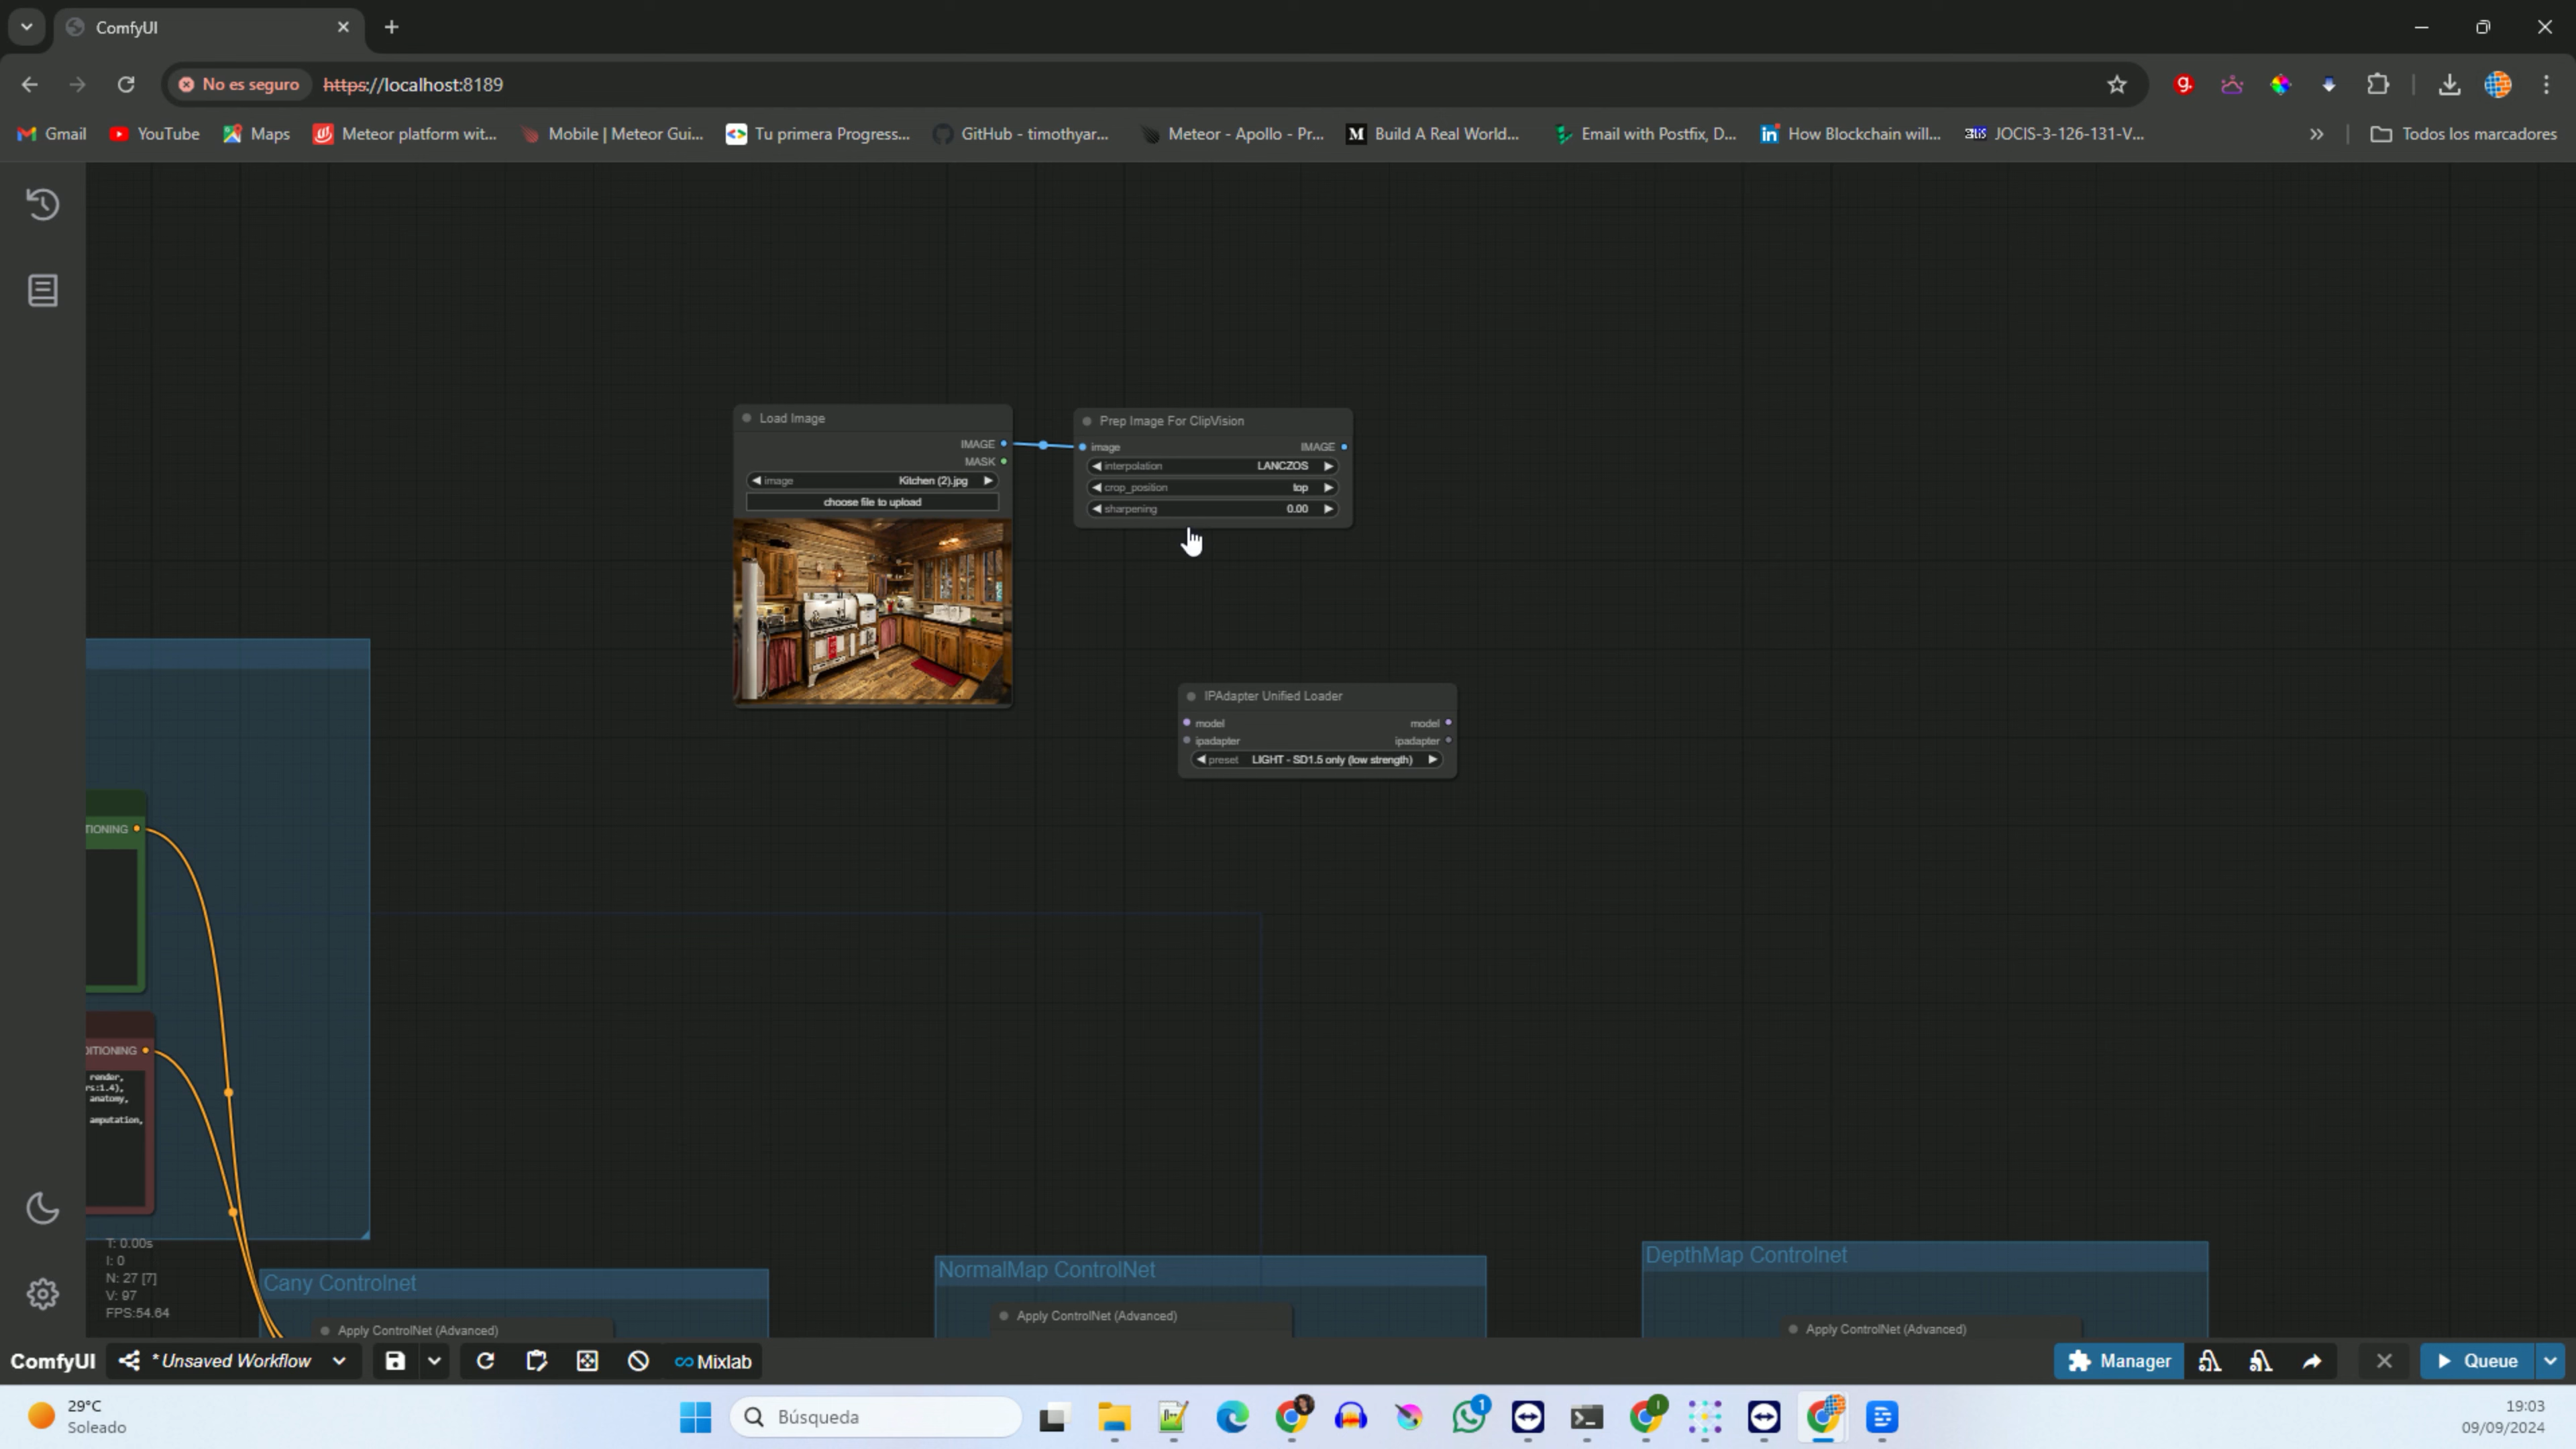 ComfyUI
No es seguro https://localhost:8189
Gmail YouTube Maps Meteor platform wit... Mobile | Meteor Gui... Tu primera Progress... GitHub - timothyar... Meteor - Apollo - Pr... Build A Real World... Email with Postfix, D... How Blockchain will... JOCIS-3-126-131-V... Todos los marcadores
Load Image
IMAGE
MASK
image Kitchen (2).jpg
choose file to upload
Prep Image For ClipVision
image IMAGE
interpolation LANCZOS
crop_position top
sharpening 0.00
IPAdapter Unified Loader
model model
ipadapter ipadapter
preset LIGHT - SD1.5 only (low strength)
TIONING
DITIONING
render,
rs:1.4),
anatomy,
amputation,
T: 0.00s
I: 0
N: 27 [7]
V: 97
FPS:54.64
Cany Controlnet
Apply ControlNet (Advanced)
NormalMap ControlNet
Apply ControlNet (Advanced)
DepthMap Controlnet
Apply ControlNet (Advanced)
ComfyUI * Unsaved Workflow Mixlab Manager Queue
29°C
Soleado
Búsqueda
1
19:03
09/09/2024